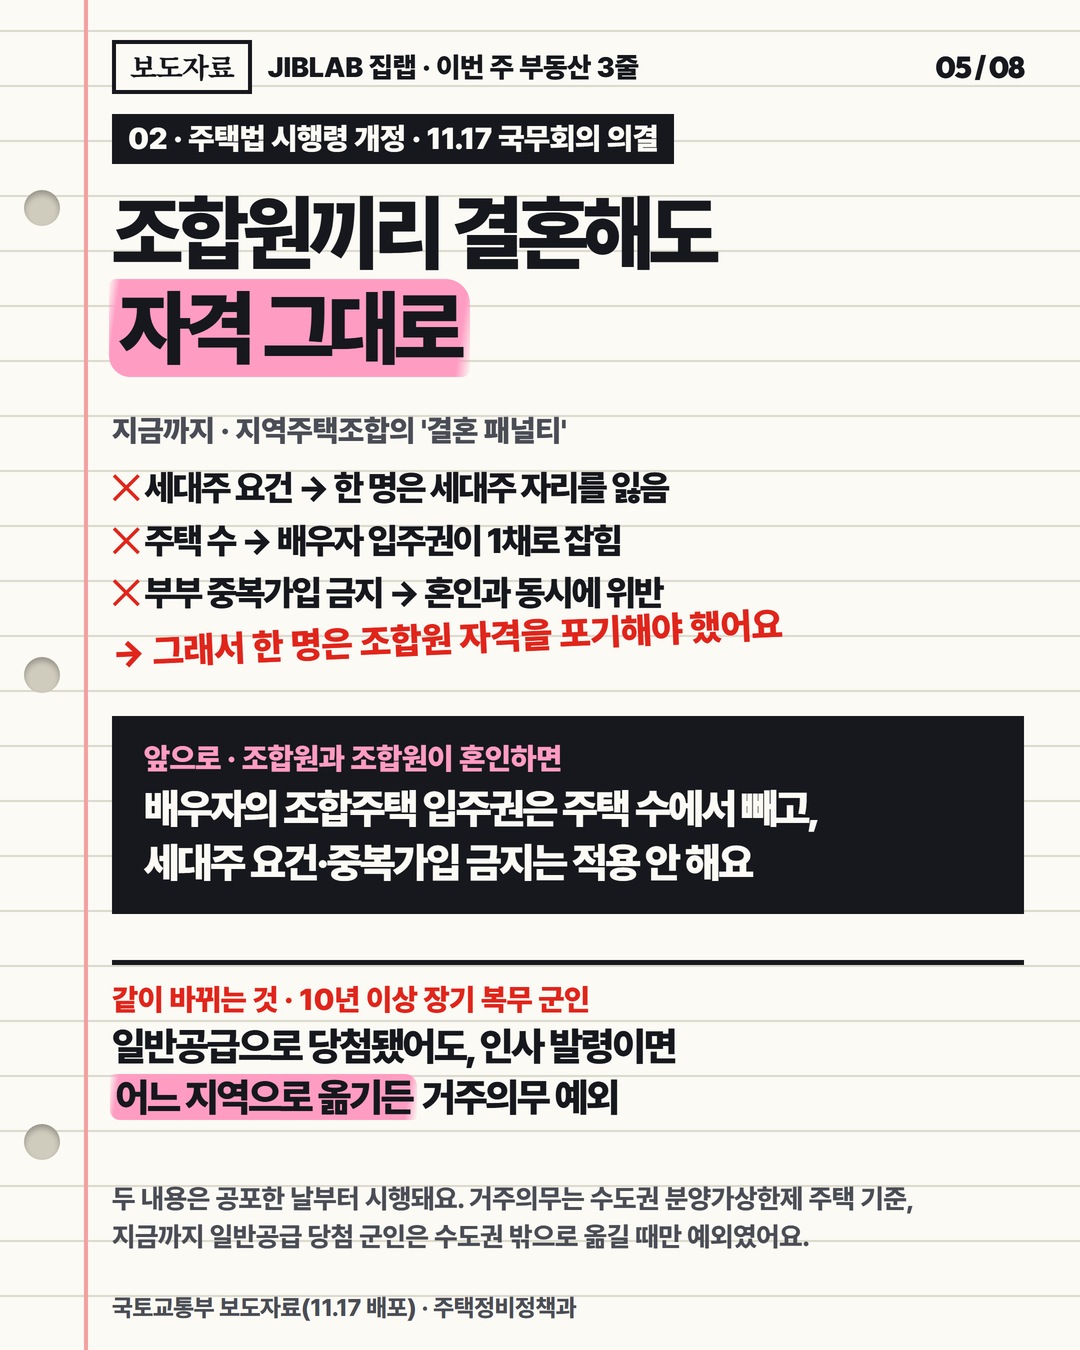 보도자료 JIBLAB 집랩 · 이번 주 부동산 3줄 05/08
02 · 주택법 시행령 개정 · 11.17 국무회의 의결
조합원끼리 결혼해도
자격 그대로
지금까지 · 지역주택조합의 '결혼 패널티'
✕ 세대주 요건 → 한 명은 세대주 자리를 잃음
✕ 주택 수 → 배우자 입주권이 1채로 잡힘
✕ 부부 중복가입 금지 → 혼인과 동시에 위반
→ 그래서 한 명은 조합원 자격을 포기해야 했어요
앞으로 · 조합원과 조합원이 혼인하면
배우자의 조합주택 입주권은 주택 수에서 빼고,
세대주 요건·중복가입 금지는 적용 안 해요
같이 바뀌는 것 · 10년 이상 장기 복무 군인
일반공급으로 당첨됐어도, 인사 발령이면
어느 지역으로 옮기든 거주의무 예외
두 내용은 공포한 날부터 시행돼요. 거주의무는 수도권 분양가상한제 주택 기준,
지금까지 일반공급 당첨 군인은 수도권 밖으로 옮길 때만 예외였어요.
국토교통부 보도자료(11.17 배포) · 주택정비정책과